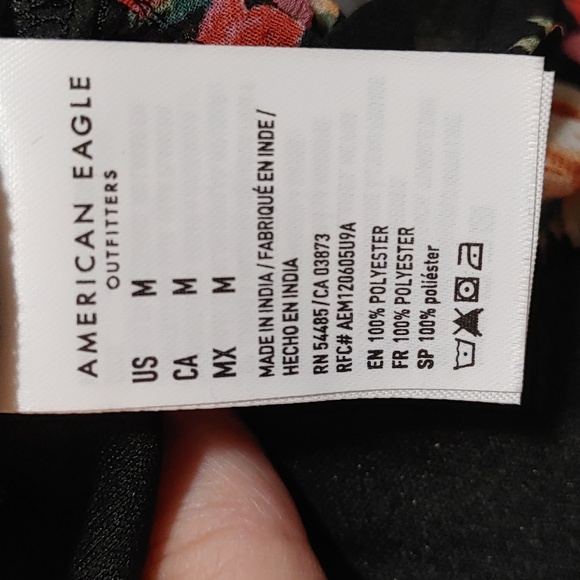 AMERICAN EAGLE
OUTFITTERS
US M
CA M
MX M
MADE IN INDIA / FABRIQUÉ EN INDE /
HECHO EN INDIA
RN 54485 / CA 03873
RFC# AEM120605U9A
EN 100% POLYESTER
FR 100% POLYESTER
SP 100% poliéster